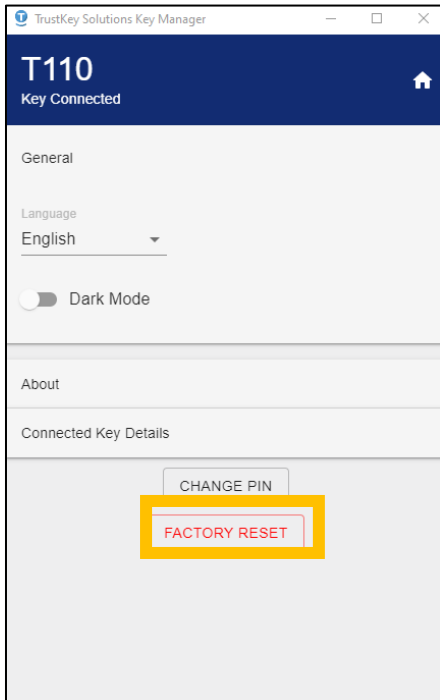 TrustKey Solutions Key Manager
T110
Key Connected
General
Language
English
Dark Mode
About
Connected Key Details
CHANGE PIN
FACTORY RESET